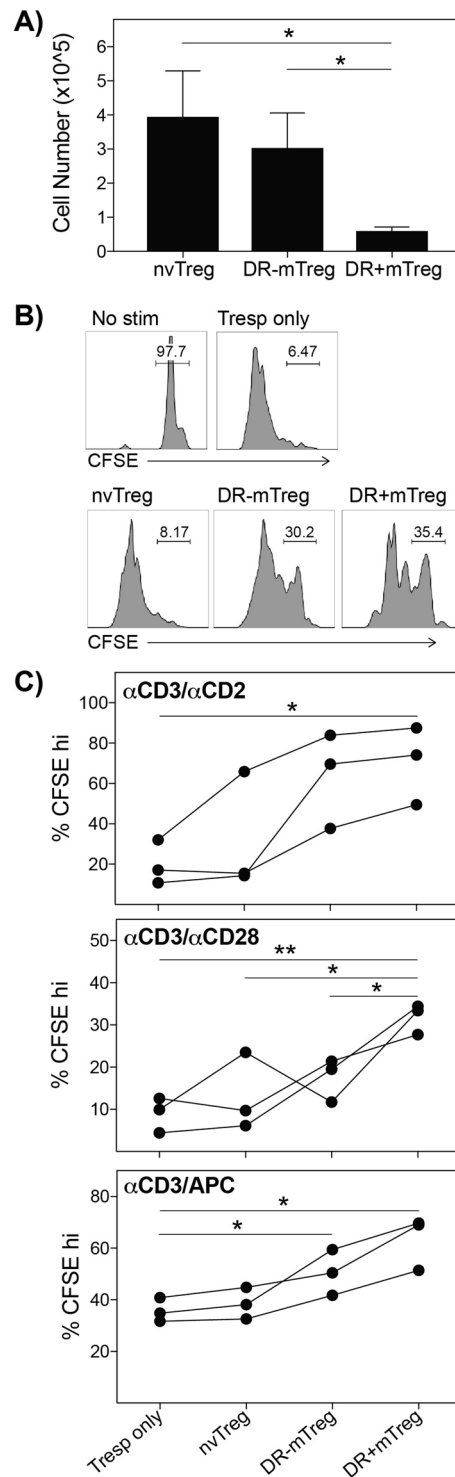 A)
Cell Number (x10^5)
6
5
4
3
2
1
0
*
*
nvTreg DR-mTreg DR+mTreg
B)
No stim Tresp only
97.7 6.47
CFSE
nvTreg DR-mTreg DR+mTreg
8.17 30.2 35.4
CFSE
C)
αCD3/αCD2
% CFSE hi
100
80
60
40
20
*
αCD3/αCD28
% CFSE hi
50
40
30
20
10
**
*
*
αCD3/APC
% CFSE hi
80
60
40
20
*
*
Tresp only nvTreg DR-mTreg DR+mTreg